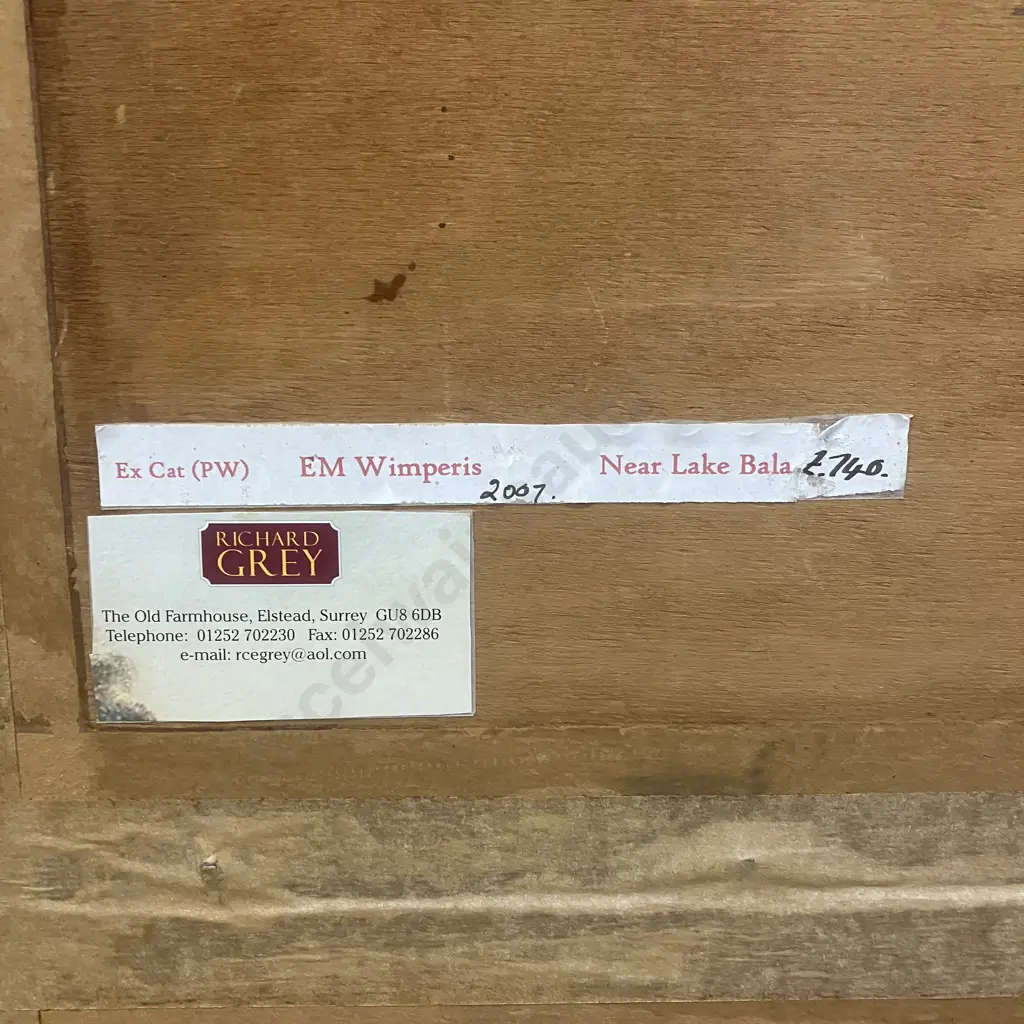 Ex Cat (PW) EM Wimperis Near Lake Bala £740.
2007.
RICHARD
GREY
The Old Farmhouse, Elstead, Surrey GU8 6DB
Telephone: 01252 702230 Fax: 01252 702286
e-mail: rcegrey@aol.com